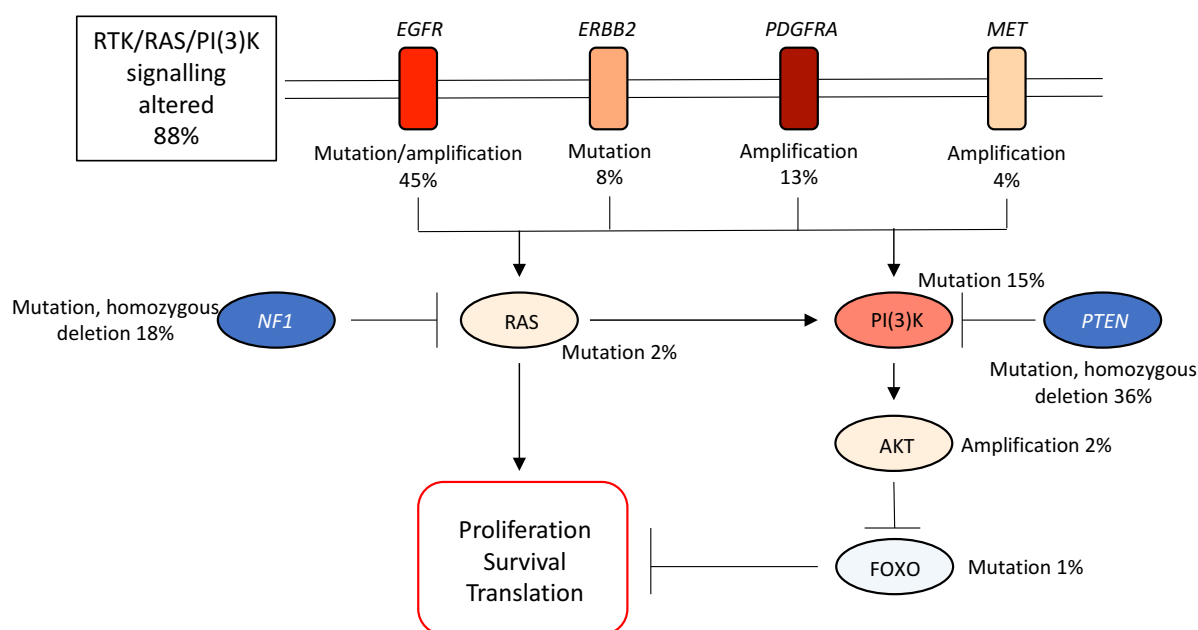 RTK/RAS/PI(3)K
signalling
altered
88%
EGFR
ERBB2
PDGFRA
MET
Mutation/amplification
45%
Mutation
8%
Amplification
13%
Amplification
4%
Mutation, homozygous
deletion 18%
NF1
RAS
Mutation 2%
Mutation 15%
PI(3)K
PTEN
Mutation, homozygous
deletion 36%
AKT
Amplification 2%
Proliferation
Survival
Translation
FOXO
Mutation 1%